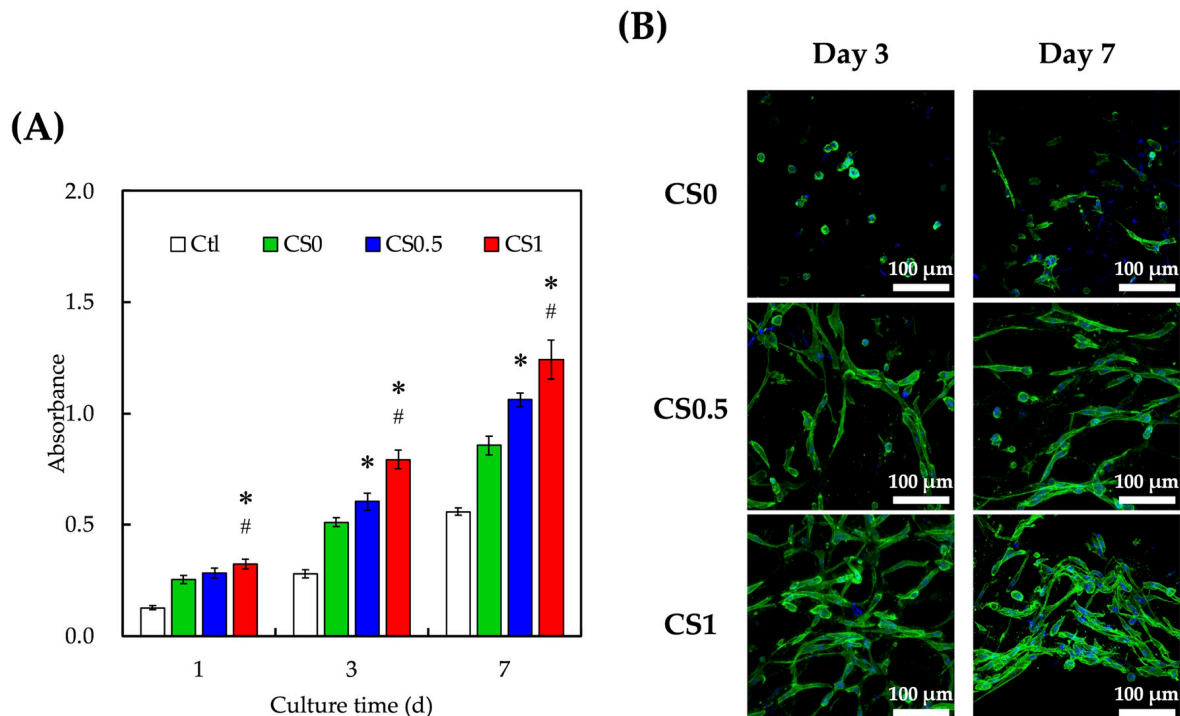 (A)
2.0
1.5
1.0
0.5
0.0
Absorbance
Ctl CS0 CS0.5 CS1
*
#
*
*
#
*
*
#
1 3 7
Culture time (d)
(B)
Day 3 Day 7
CS0
100 µm 100 µm
CS0.5
100 µm 100 µm
CS1
100 µm 100 µm